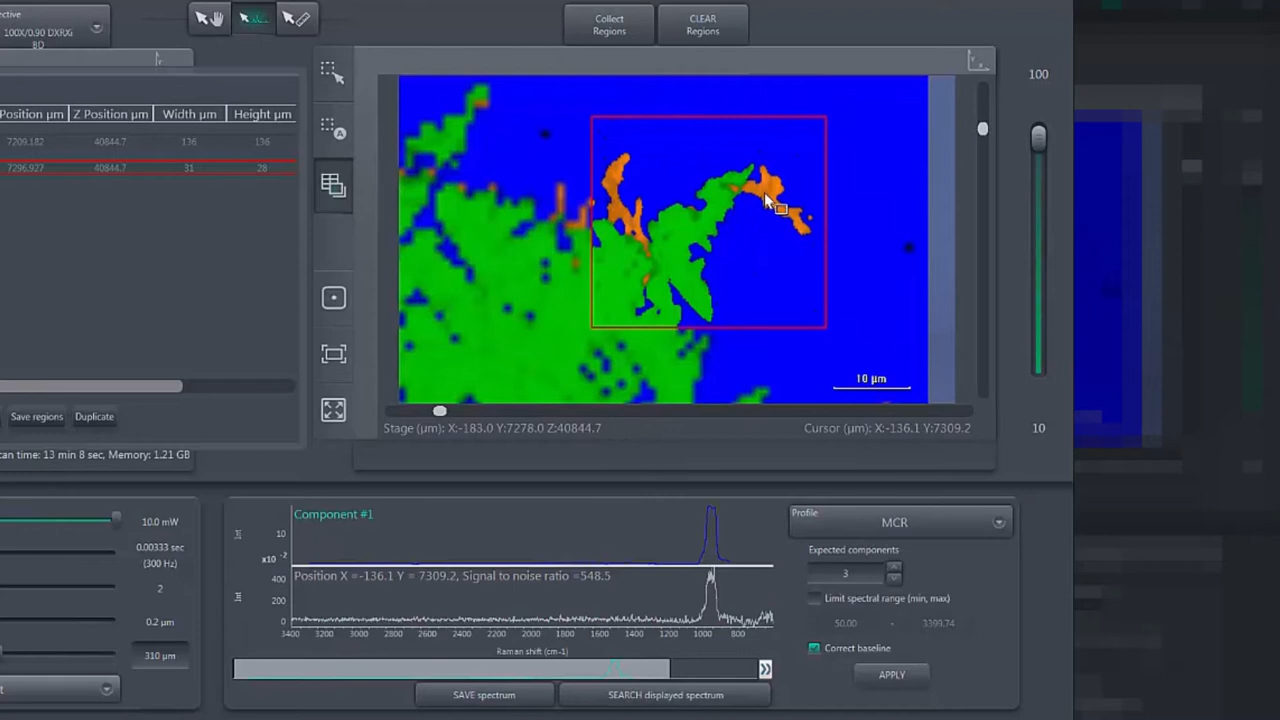 ective
100X/0.90 DXRxi
BD
Collect
Regions
CLEAR
Regions
Position µm Z Position µm Width µm Height µm
7209.182 40844.7 136 136
7296.927 40844.7 31 28
Save regions Duplicate
can time: 13 min 8 sec, Memory: 1.21 GB
100
10
10 µm
Stage (µm): X:-183.0 Y:7278.0 Z:40844.7 Cursor (µm): X:-136.1 Y:7309.2
10.0 mW
0.00333 sec
(300 Hz)
2
0.2 µm
310 µm
t
Component #1
Int
10
x10 -2
Position X =-136.1 Y = 7309.2, Signal to noise ratio =548.5
Int
400
200
0
3400 3200 3000 2800 2600 2400 2200 2000 1800 1600 1400 1200 1000 800
Raman shift (cm-1)
SAVE spectrum SEARCH displayed spectrum
Profile
MCR
Expected components
3
Limit spectral range (min, max)
50.00 - 3399.74
Correct baseline
APPLY